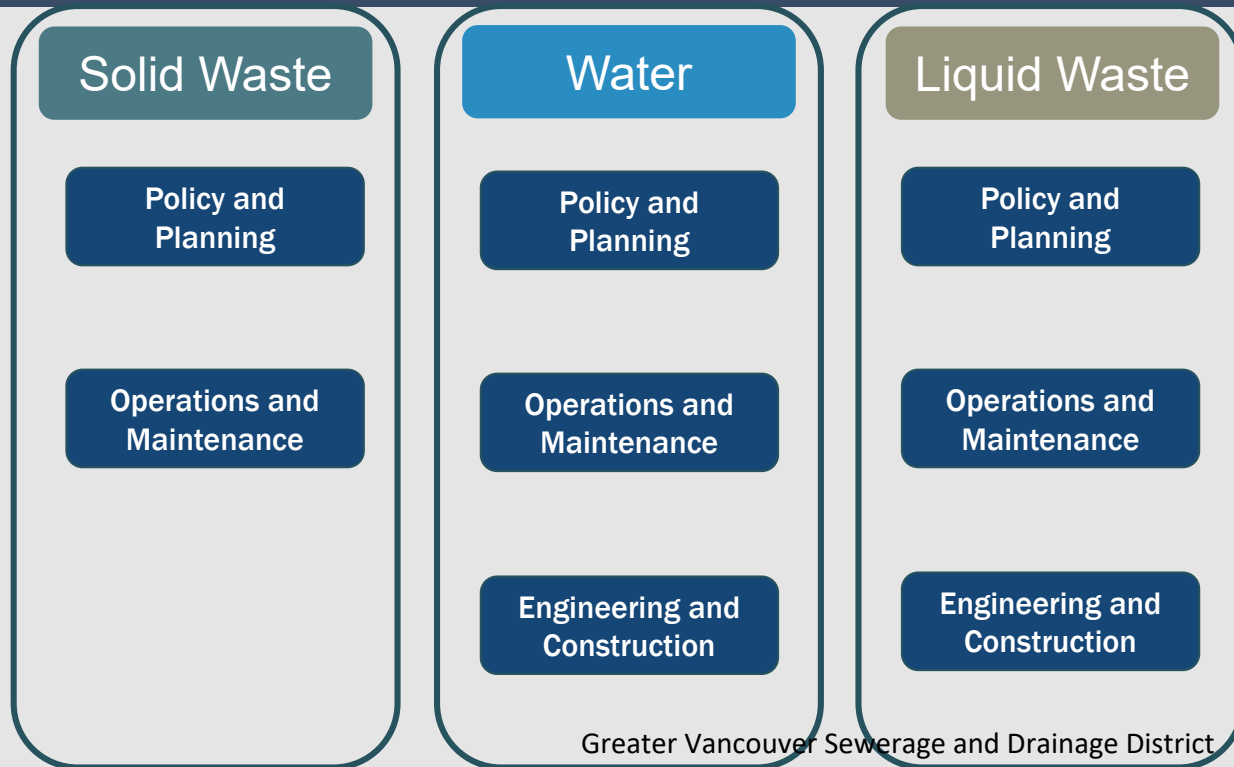 Solid Waste
Policy and
Planning
Operations and
Maintenance
Water
Policy and
Planning
Operations and
Maintenance
Engineering and
Construction
Liquid Waste
Policy and
Planning
Operations and
Maintenance
Engineering and
Construction
Greater Vancouver Sewerage and Drainage District